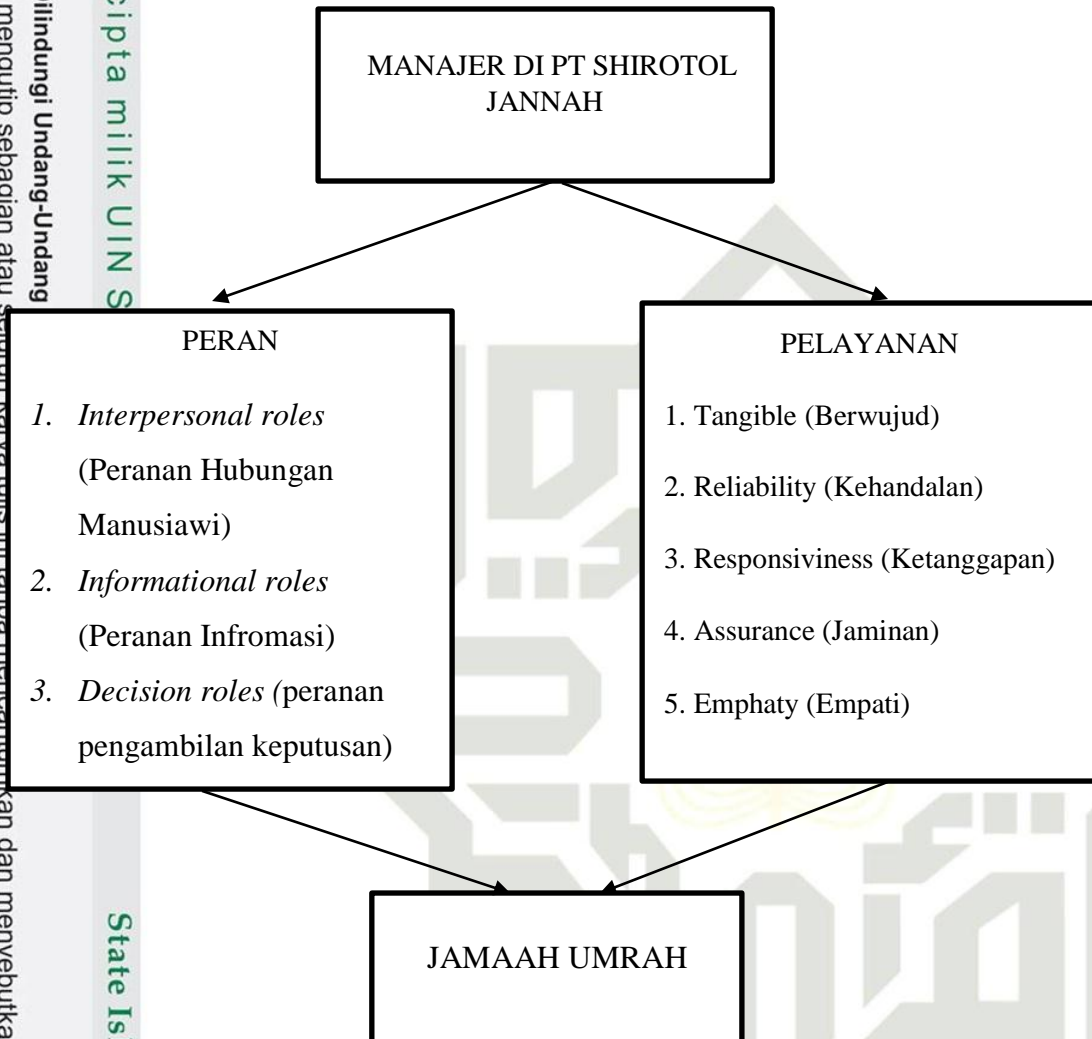 cipta milik UIN S
ilindungi Undang-Undang
mengutip sebagian atau
kan dan menyebutka
State Is
MANAJER DI PT SHIROTOL
JANNAH
PERAN
1. Interpersonal roles
(Peranan Hubungan
Manusiawi)
2. Informational roles
(Peranan Infromasi)
3. Decision roles (peranan
pengambilan keputusan)
PELAYANAN
1. Tangible (Berwujud)
2. Reliability (Kehandalan)
3. Responsiviness (Ketanggapan)
4. Assurance (Jaminan)
5. Emphaty (Empati)
JAMAAH UMRAH